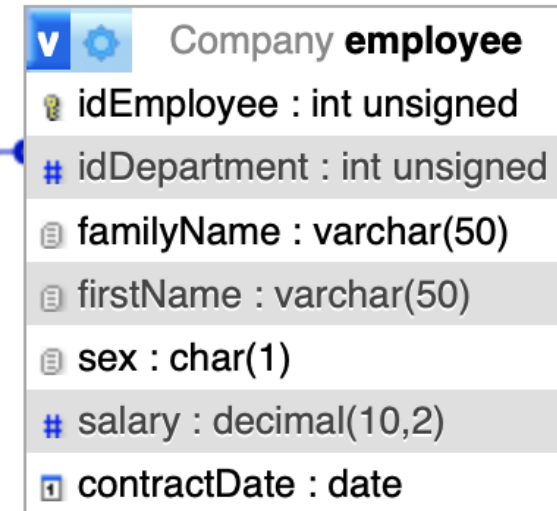 v Company employee
idEmployee : int unsigned
# idDepartment : int unsigned
familyName : varchar(50)
firstName : varchar(50)
sex : char(1)
# salary : decimal(10,2)
1 contractDate : date